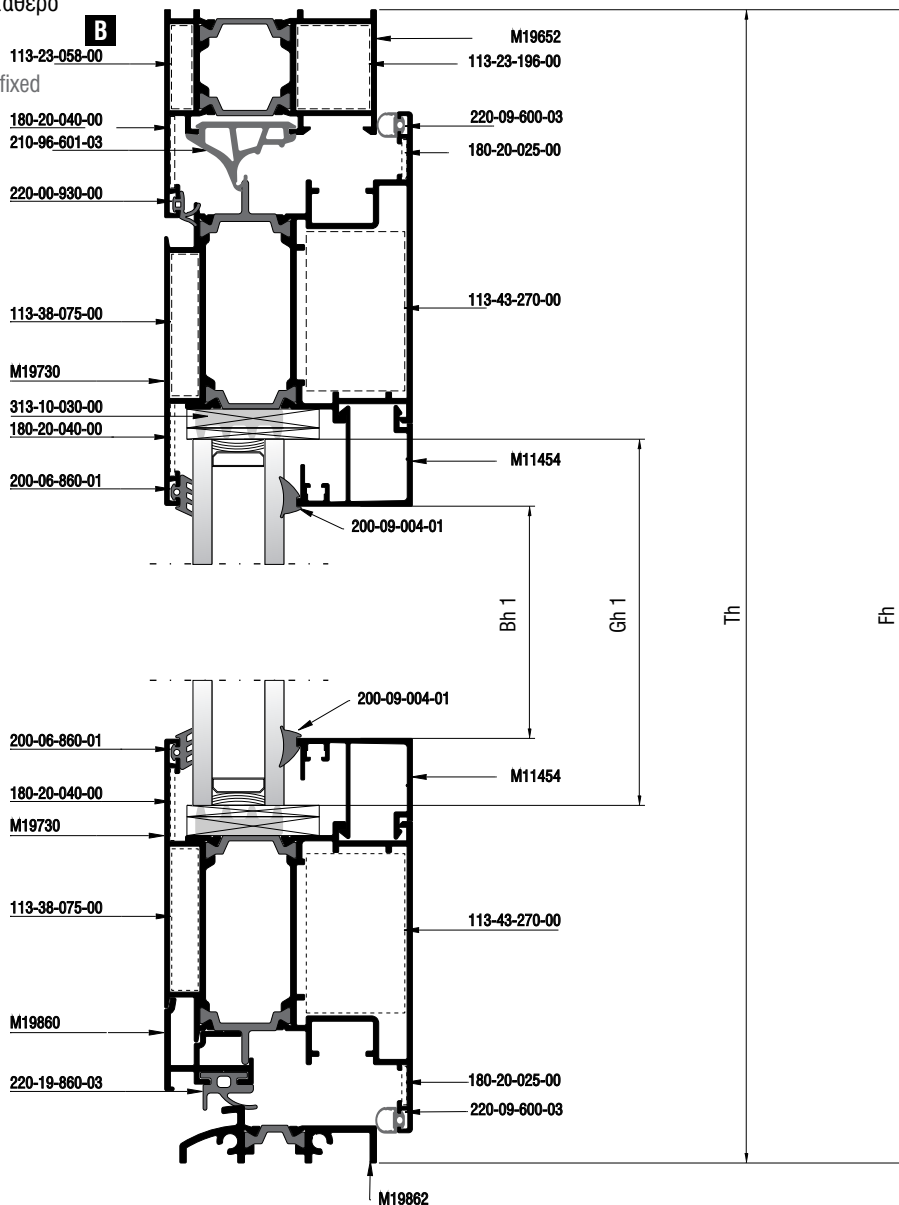 B
113-23-058-00
fixed
180-20-040-00
210-96-601-03
220-00-930-00
113-38-075-00
M19730
313-10-030-00
180-20-040-00
200-06-860-01
M19652
113-23-196-00
220-09-600-03
180-20-025-00
113-43-270-00
M11454
200-09-004-01
Bh 1
Gh 1
Th
Fh
200-09-004-01
200-06-860-01
M11454
180-20-040-00
M19730
113-38-075-00
113-43-270-00
M19860
220-19-860-03
180-20-025-00
220-09-600-03
M19862